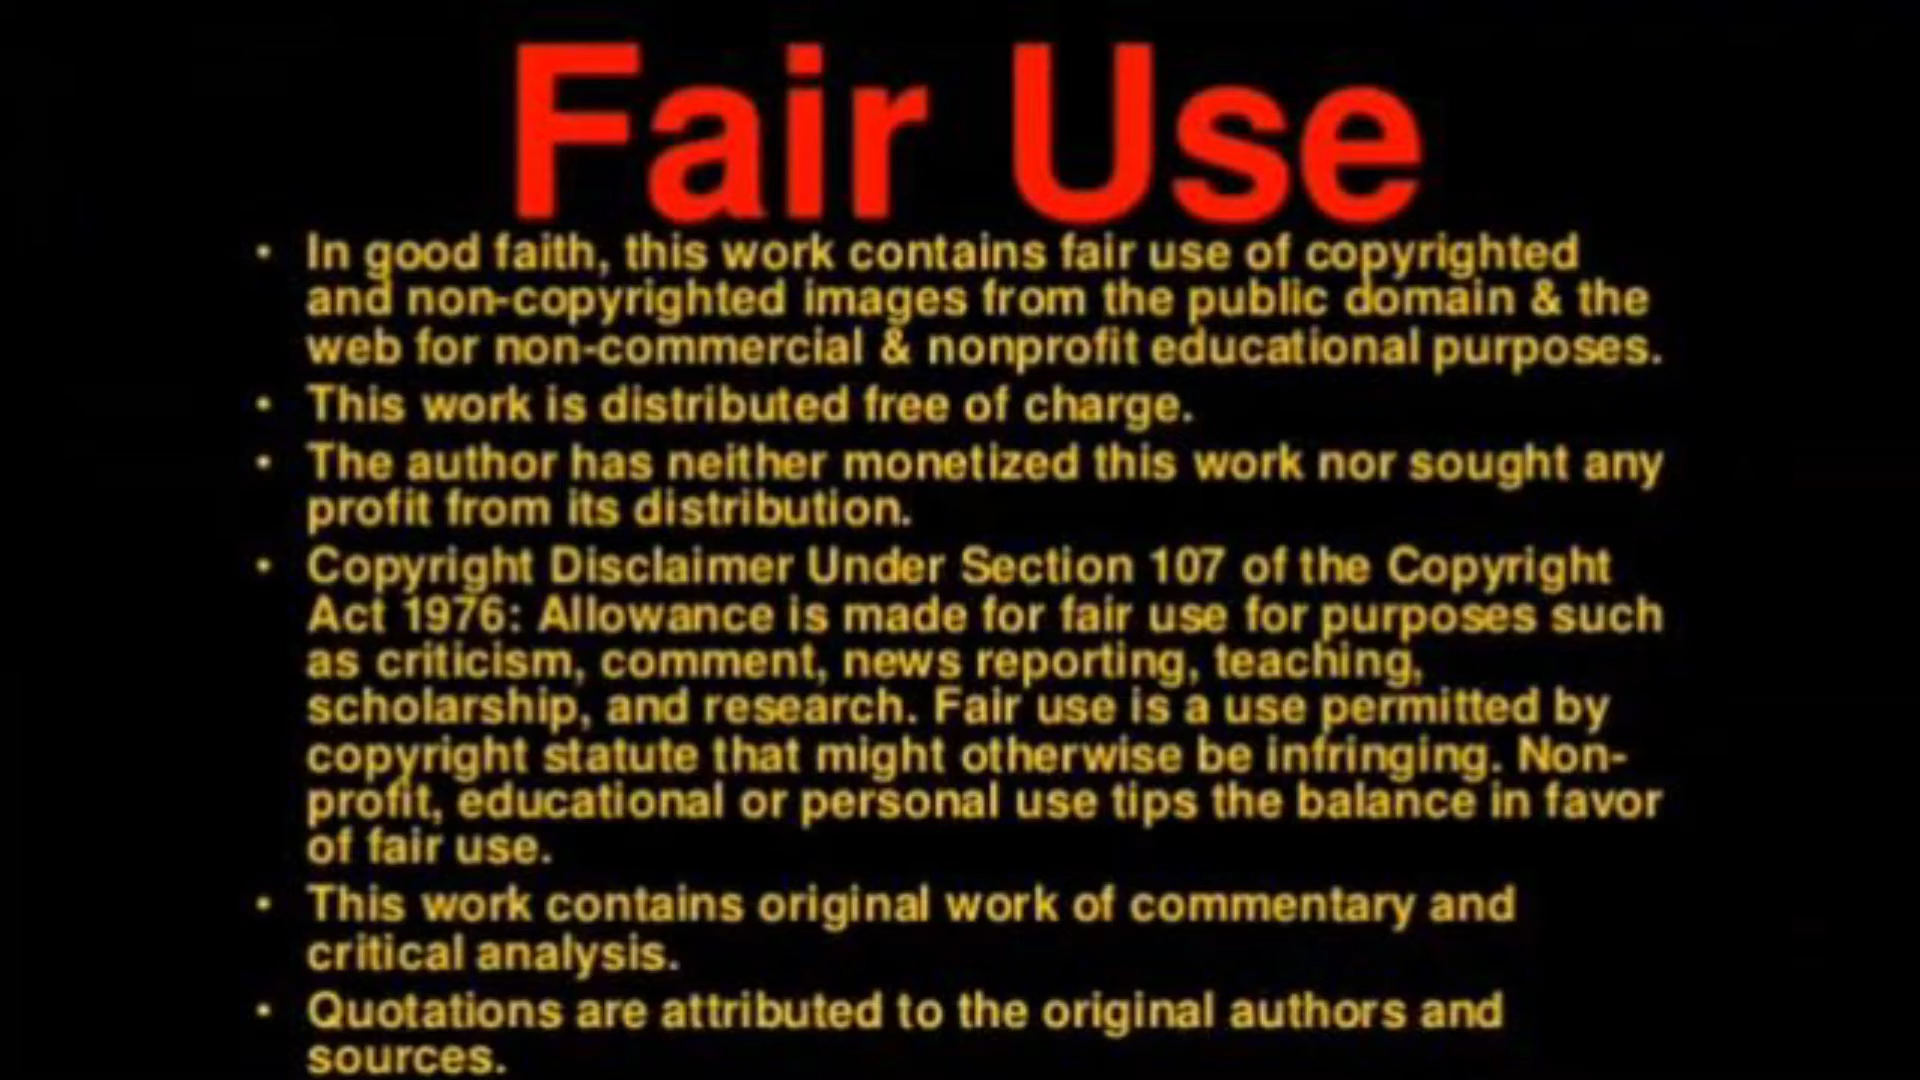 Fair Use
• In good faith, this work contains fair use of copyrighted
and non-copyrighted images from the public domain & the
web for non-commercial & nonprofit educational purposes.
• This work is distributed free of charge.
• The author has neither monetized this work nor sought any
profit from its distribution.
• Copyright Disclaimer Under Section 107 of the Copyright
Act 1976: Allowance is made for fair use for purposes such
as criticism, comment, news reporting, teaching,
scholarship, and research. Fair use is a use permitted by
copyright statute that might otherwise be infringing. Non-
profit, educational or personal use tips the balance in favor
of fair use.
• This work contains original work of commentary and
critical analysis.
• Quotations are attributed to the original authors and
sources.